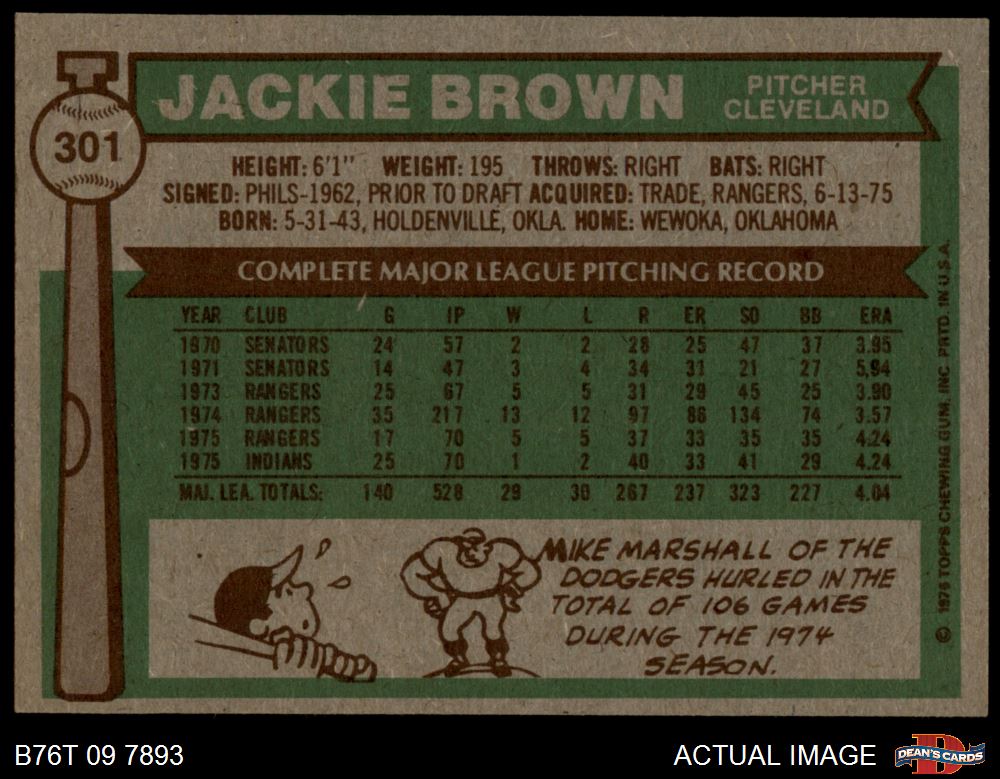 JACKIE BROWN
PITCHER
CLEVELAND
301
HEIGHT: 6'1" WEIGHT: 195 THROWS: RIGHT BATS: RIGHT
SIGNED: PHILS-1962, PRIOR TO DRAFT ACQUIRED: TRADE, RANGERS, 6-13-75
BORN: 5-31-43, HOLDENVILLE, OKLA. HOME: WEWOKA, OKLAHOMA
COMPLETE MAJOR LEAGUE PITCHING RECORD
YEAR CLUB G IP W L R ER SO BB ERA
1970 SENATORS 24 57 2 2 28 25 47 37 3.95
1971 SENATORS 14 47 3 4 34 31 21 27 5.94
1973 RANGERS 25 67 5 5 31 29 45 25 3.90
1974 RANGERS 35 217 13 12 97 86 134 74 3.57
1975 RANGERS 17 70 5 5 37 33 35 35 4.24
1975 INDIANS 25 70 1 2 40 33 41 29 4.24
MAJ. LEA. TOTALS: 140 528 29 30 267 237 323 227 4.04
MIKE MARSHALL OF THE
DODGERS HURLED IN THE
TOTAL OF 106 GAMES
DURING THE 1974
SEASON.
© 1976 TOPPS CHEWING GUM, INC. PRTD. IN U.S.A.
B76T 09 7893
ACTUAL IMAGE
DEAN'S CARDS